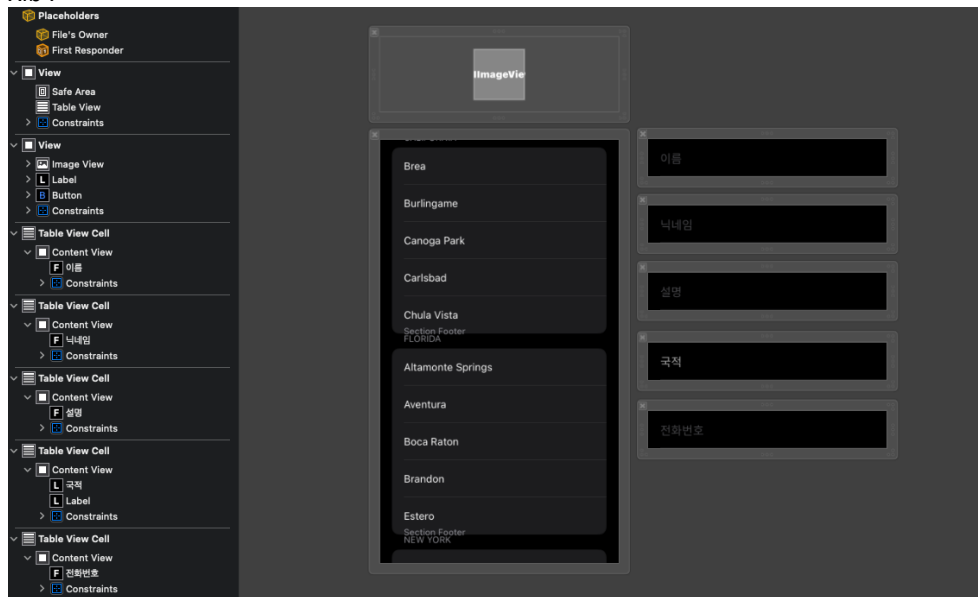 Placeholders
File's Owner
First Responder
View
Safe Area
Table View
Constraints
View
Image View
L Label
B Button
Constraints
Table View Cell
Content View
F 이름
Constraints
Table View Cell
Content View
F 닉네임
Constraints
Table View Cell
Content View
F 설명
Constraints
Table View Cell
Content View
L 국적
L Label
Constraints
Table View Cell
Content View
F 전화번호
Constraints
IImageVie
Brea
Burlingame
Canoga Park
Carlsbad
Chula Vista
Section Footer
FLORIDA
Altamonte Springs
Aventura
Boca Raton
Brandon
Estero
Section Footer
NEW YORK
이름
닉네임
설명
국적
전화번호